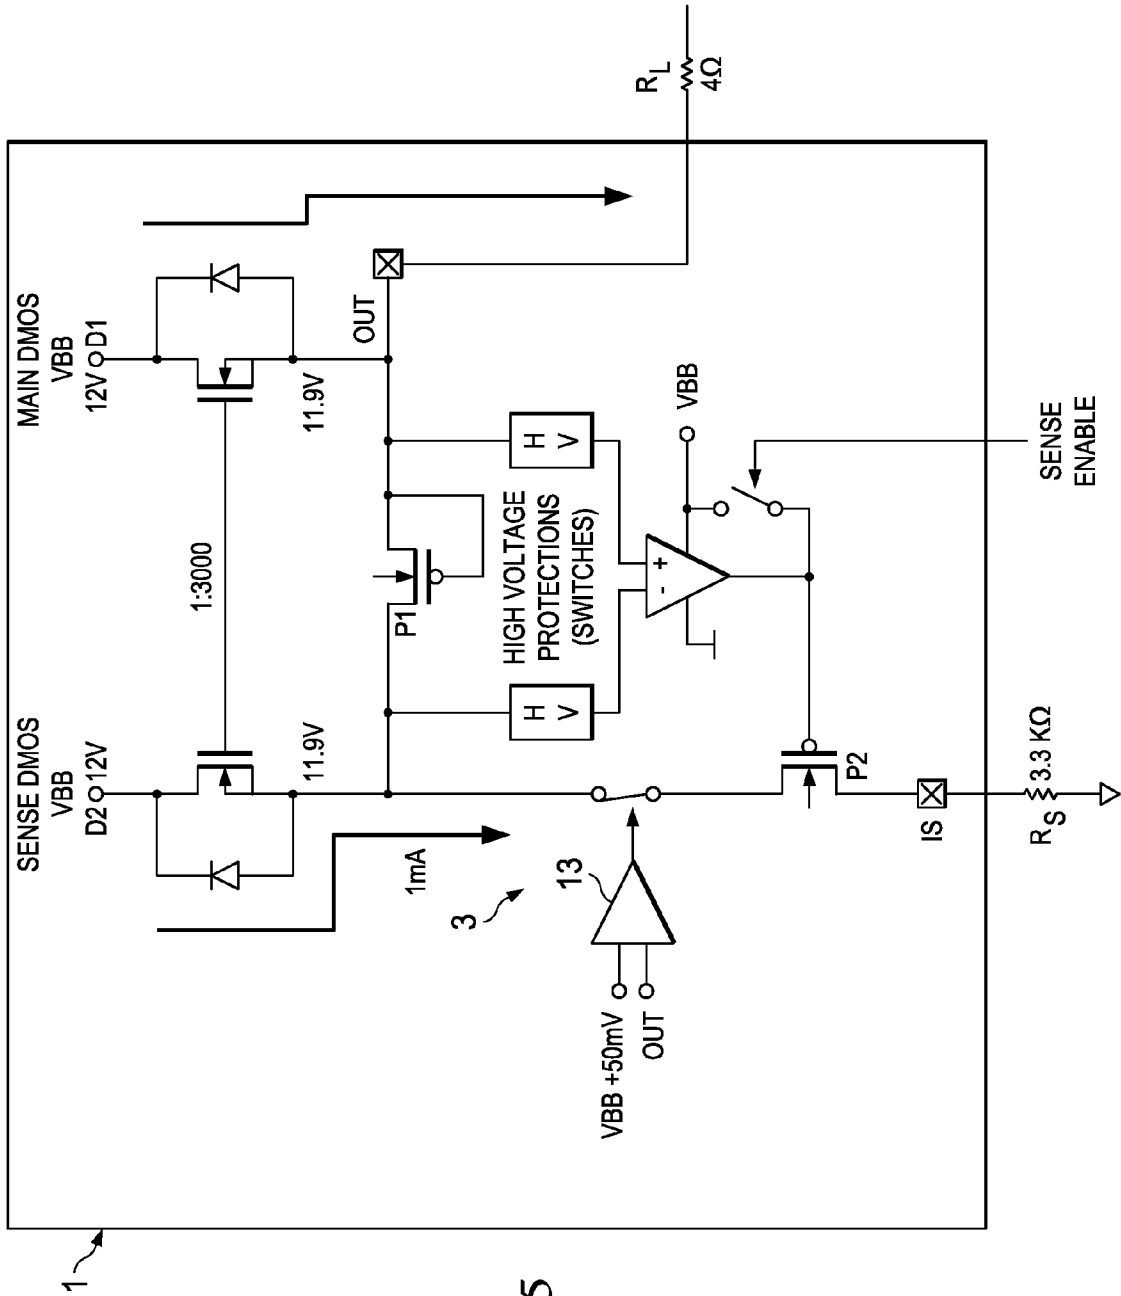 1
SENSE DMOS
VBB
D2
12V
MAIN DMOS
VBB
12V
D1
1:3000
11.9V
11.9V
1mA
P1
OUT
H
V
H
V
HIGH VOLTAGE
PROTECTIONS
(SWITCHES)
-
+
VBB
3
13
VBB +50mV
OUT
P2
IS
RS
3.3 KΩ
SENSE
ENABLE
RL
4Ω